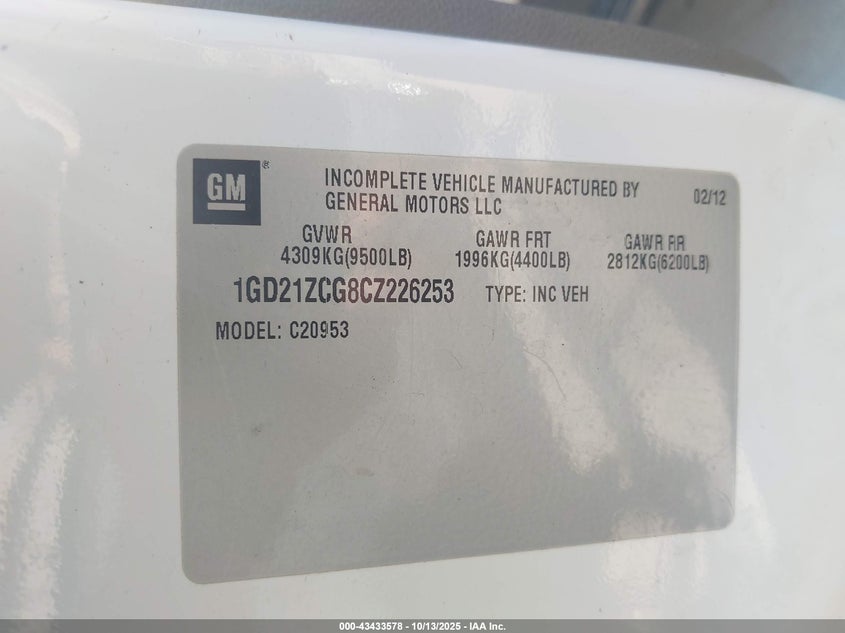 GM ®
INCOMPLETE VEHICLE MANUFACTURED BY
GENERAL MOTORS LLC
02/12
GVWR
4309KG(9500LB)
GAWR FRT
1996KG(4400LB)
GAWR RR
2812KG(6200LB)
1GD21ZCG8CZ226253
TYPE: INC VEH
MODEL: C20953
000-43433578 - 10/13/2025 - IAA Inc.